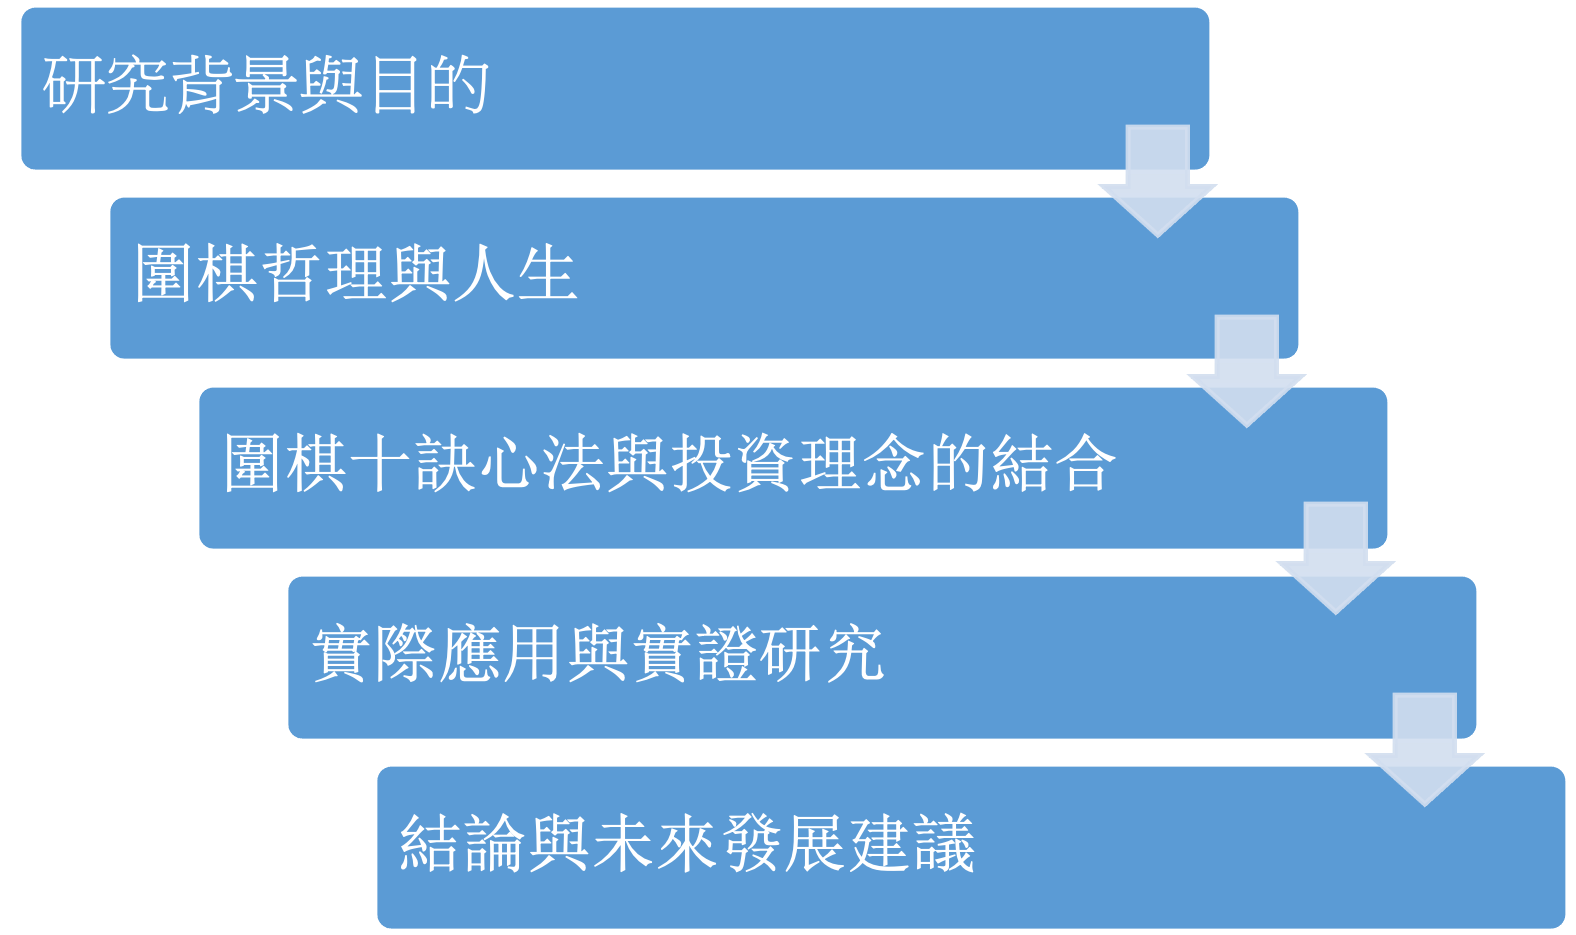 研究背景與目的
圍棋哲理與人生
圍棋十訣心法與投資理念的結合
實際應用與實證研究
結論與未來發展建議